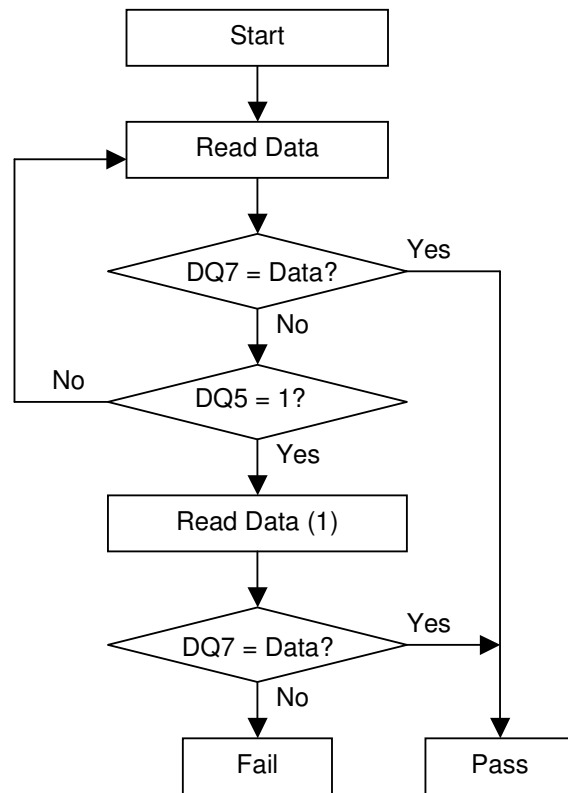 Start
Read Data
DQ7 = Data?
Yes
No
No
DQ5 = 1?
Yes
Read Data (1)
DQ7 = Data?
Yes
No
Fail
Pass